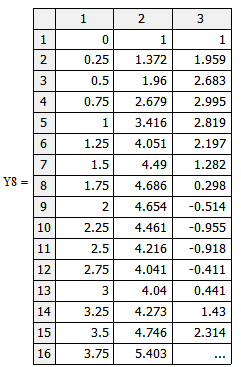 1 2 3
1 0 1 1
2 0.25 1.372 1.959
3 0.5 1.96 2.683
4 0.75 2.679 2.995
5 1 3.416 2.819
6 1.25 4.051 2.197
7 1.5 4.49 1.282
Y8 = 8 1.75 4.686 0.298
9 2 4.654 -0.514
10 2.25 4.461 -0.955
11 2.5 4.216 -0.918
12 2.75 4.041 -0.411
13 3 4.04 0.441
14 3.25 4.273 1.43
15 3.5 4.746 2.314
16 3.75 5.403 ...